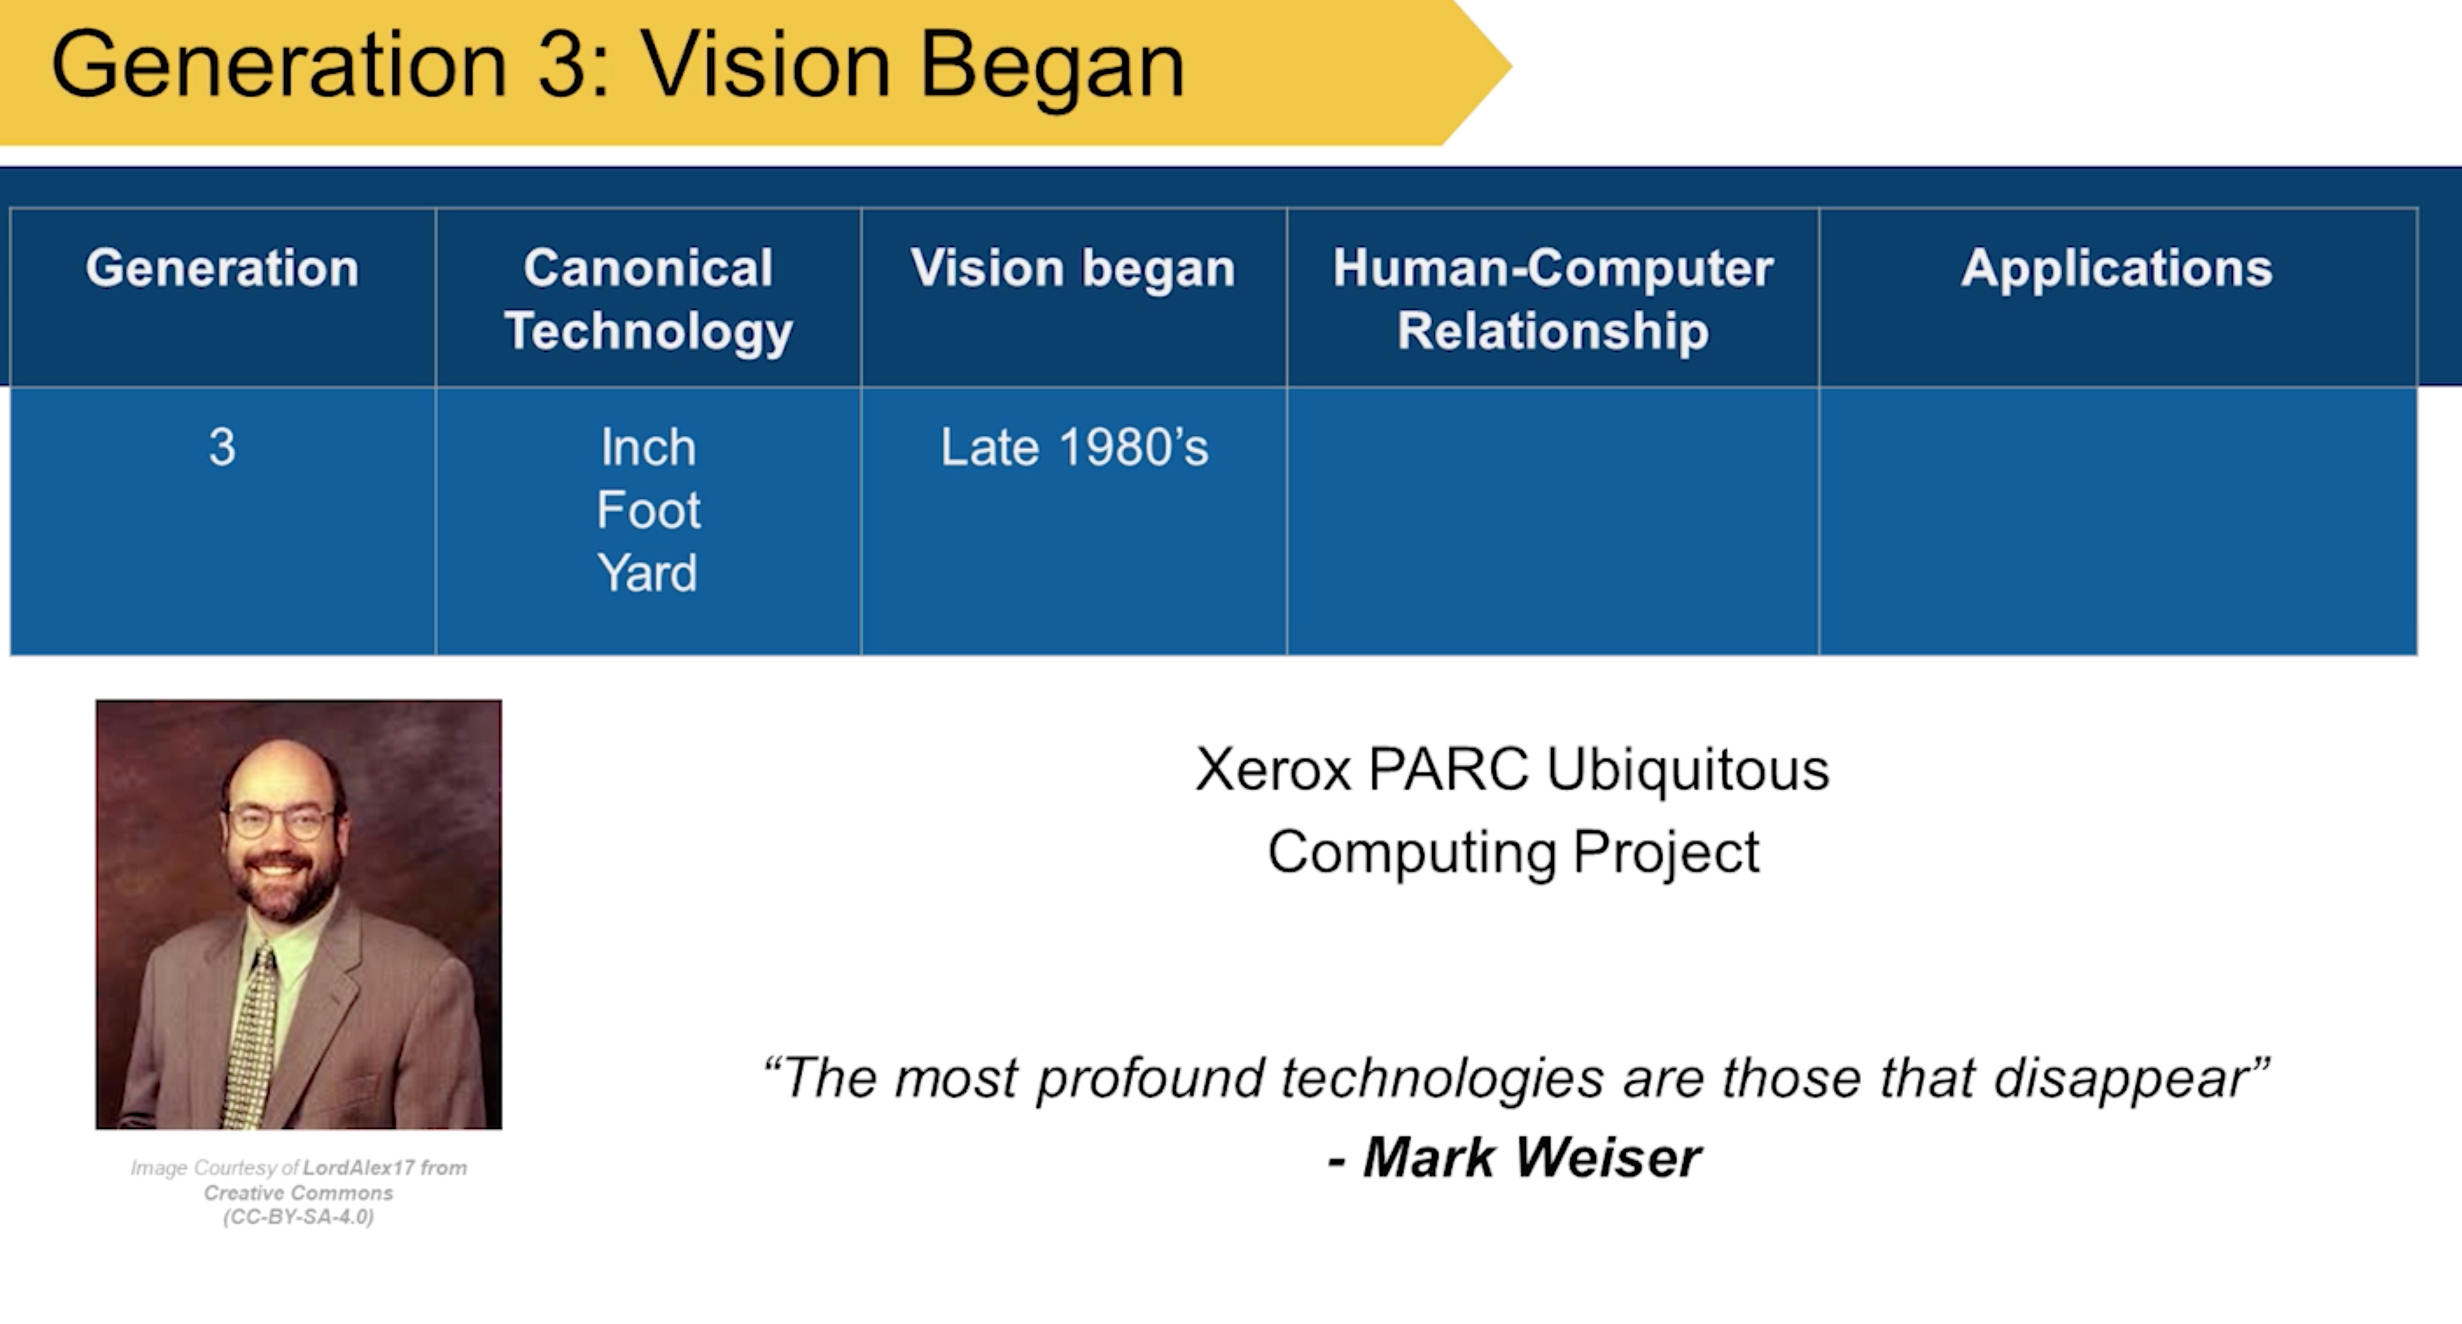 Generation 3: Vision Began
Generation
Canonical
Technology
Vision began
Human-Computer
Relationship
Applications
3
Inch
Foot
Yard
Late 1980’s
Xerox PARC Ubiquitous
Computing Project
“The most profound technologies are those that disappear”
- Mark Weiser
Image Courtesy of LordAlex17 from
Creative Commons
(CC-BY-SA-4.0)